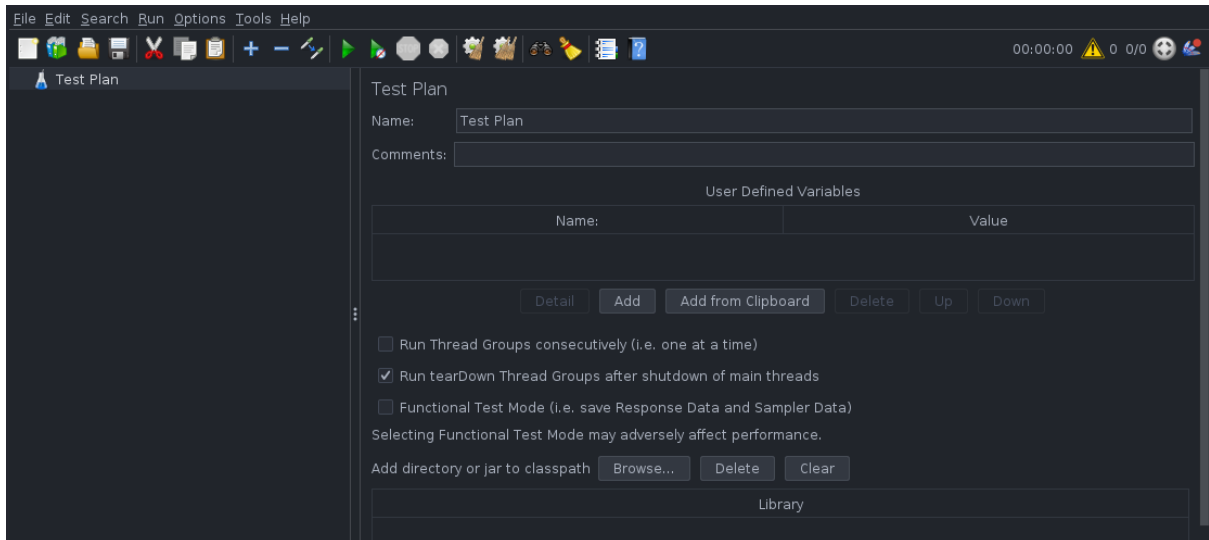 File Edit Search Run Options Tools Help
00:00:00 0 0/0
Test Plan
Test Plan
Name: Test Plan
Comments:
User Defined Variables
Name: Value
Detail Add Add from Clipboard Delete Up Down
Run Thread Groups consecutively (i.e. one at a time)
Run tearDown Thread Groups after shutdown of main threads
Functional Test Mode (i.e. save Response Data and Sampler Data)
Selecting Functional Test Mode may adversely affect performance.
Add directory or jar to classpath Browse... Delete Clear
Library